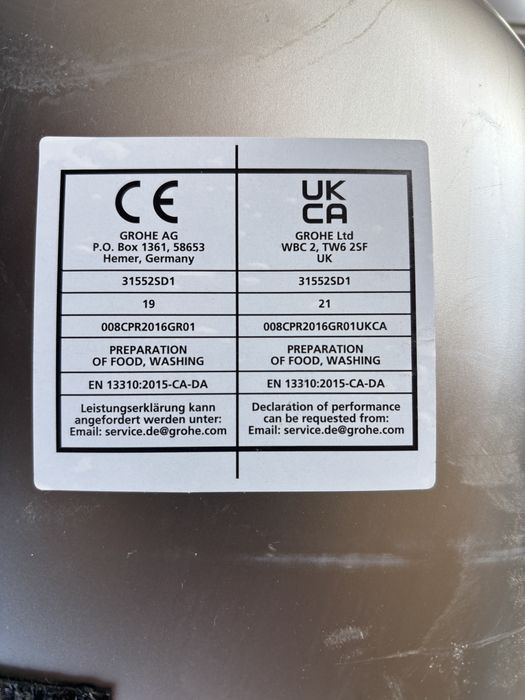 CE
GROHE AG
P.O. Box 1361, 58653
Hemer, Germany
31552SD1
19
008CPR2016GR01
PREPARATION
OF FOOD, WASHING
EN 13310:2015-CA-DA
Leistungserklärung kann
angefordert werden unter:
Email: service.de@grohe.com
UK
CA
GROHE Ltd
WBC 2, TW6 2SF
UK
31552SD1
21
008CPR2016GR01UKCA
PREPARATION
OF FOOD, WASHING
EN 13310:2015-CA-DA
Declaration of performance
can be requested from:
Email: service.de@grohe.com